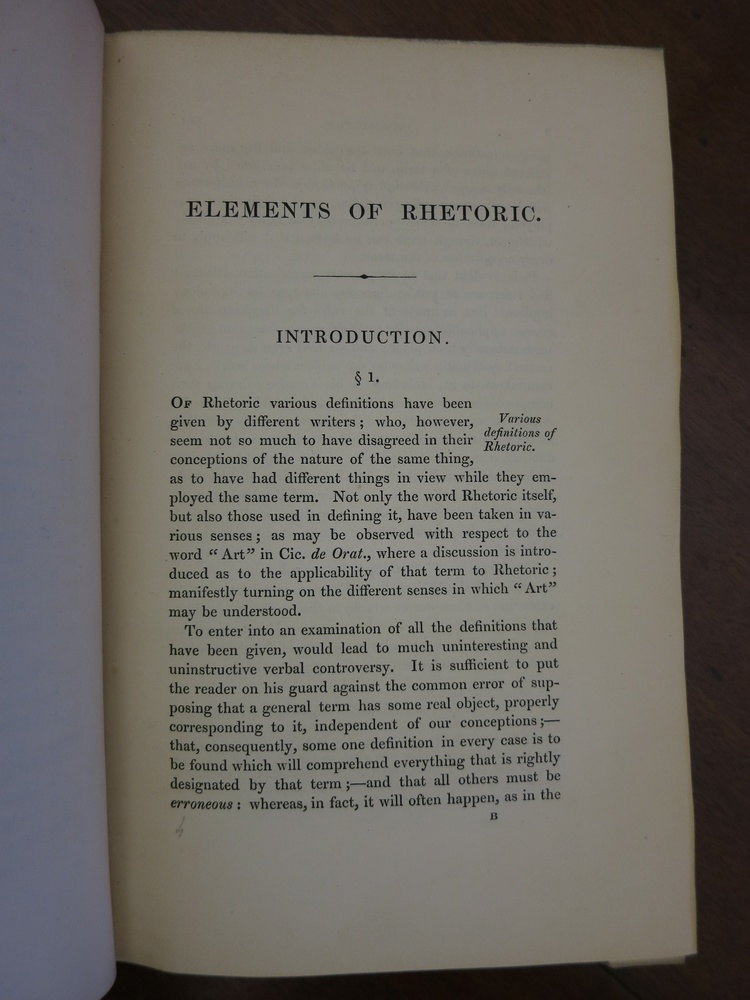 ELEMENTS OF RHETORIC.
INTRODUCTION.
§ 1.
Of Rhetoric various definitions have been
given by different writers; who, however,
seem not so much to have disagreed in their
conceptions of the nature of the same thing,
Various
definitions of
Rhetoric.
as to have had different things in view while they em-
ployed the same term. Not only the word Rhetoric itself,
but also those used in defining it, have been taken in va-
rious senses; as may be observed with respect to the
word “Art” in Cic. de Orat., where a discussion is intro-
duced as to the applicability of that term to Rhetoric;
manifestly turning on the different senses in which “Art”
may be understood.
To enter into an examination of all the definitions that
have been given, would lead to much uninteresting and
uninstructive verbal controversy. It is sufficient to put
the reader on his guard against the common error of sup-
posing that a general term has some real object, properly
corresponding to it, independent of our conceptions;—
that, consequently, some one definition in every case is to
be found which will comprehend everything that is rightly
designated by that term;—and that all others must be
erroneous: whereas, in fact, it will often happen, as in the
B